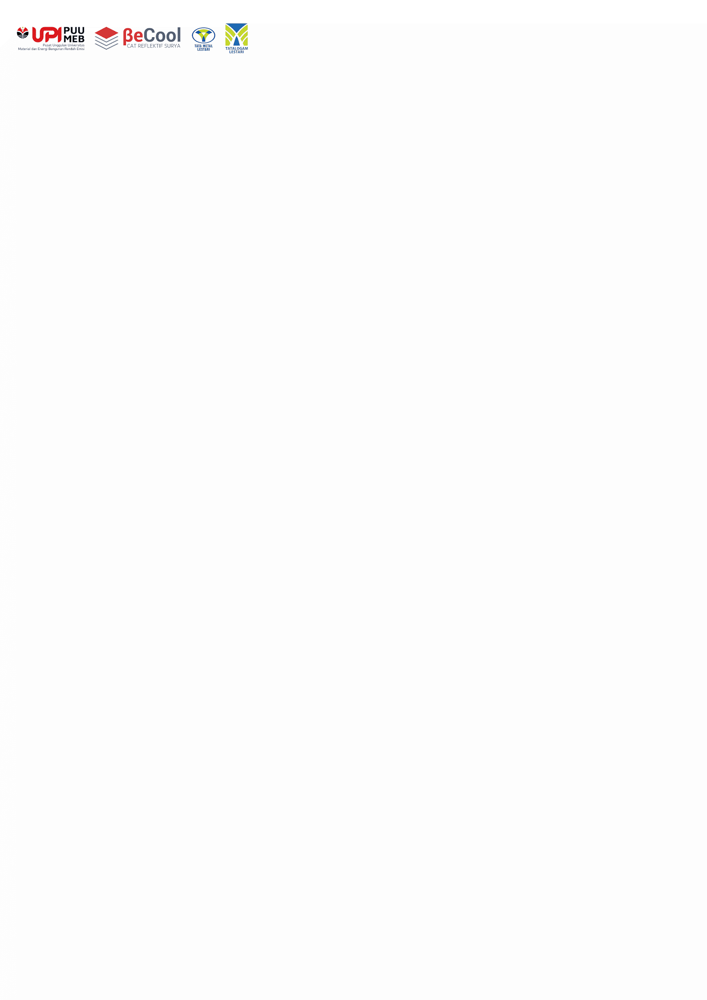 UPI PUU
MEB
Pusat Unggulan Universitas
Material dan Energi Bangunan Rendah Emisi
βeCool
CAT REFLEKTIF SURYA
TATA METAL
LESTARI
TATALOGAM
LESTARI